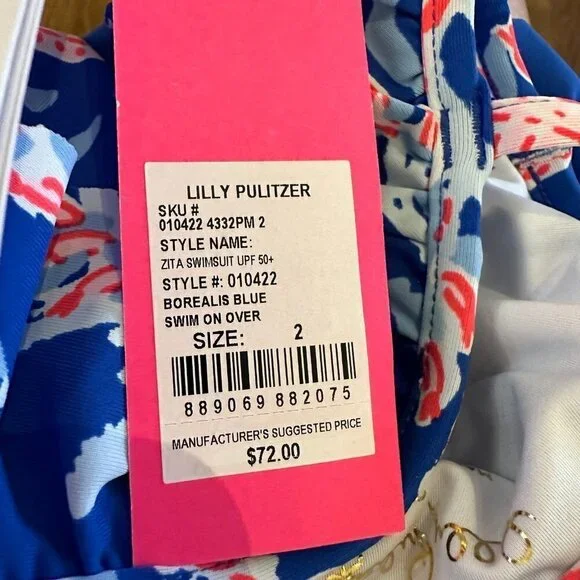 LILLY PULITZER
SKU #
010422 4332PM 2
STYLE NAME:
ZITA SWIMSUIT UPF 50+
STYLE #: 010422
BOREALIS BLUE
SWIM ON OVER
SIZE: 2
889069 882075
MANUFACTURER'S SUGGESTED PRICE
$72.00